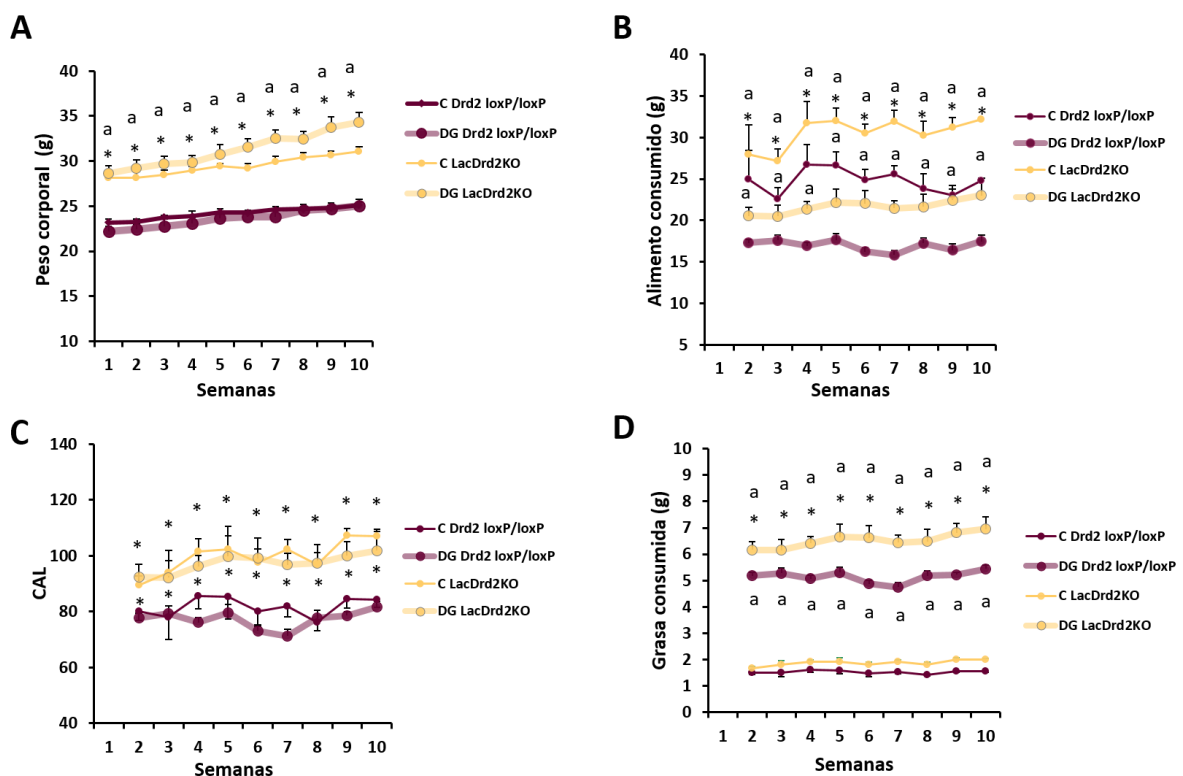 A
Peso corporal (g)
40
35
30
25
20
15
10
a a a a a a a a a a
* * * * * * * * * *
1 2 3 4 5 6 7 8 9 10
Semanas
C Drd2 loxP/loxP
DG Drd2 loxP/loxP
C LacDrd2KO
DG LacDrd2KO
B
Alimento consumido (g)
40
35
30
25
20
15
10
5
a a a a a a a a a
* * * * * * * * *
a a a a a a a a a
1 2 3 4 5 6 7 8 9 10
Semanas
C Drd2 loxP/loxP
DG Drd2 loxP/loxP
C LacDrd2KO
DG LacDrd2KO
C
CAL
140
120
100
80
60
40
* * * * * * * * *
* * * * * * * * *
1 2 3 4 5 6 7 8 9 10
Semanas
C Drd2 loxP/loxP
DG Drd2 loxP/loxP
C LacDrd2KO
DG LacDrd2KO
D
Grasa consumida (g)
10
9
8
7
6
5
4
3
2
1
0
a a a a a a a a a
* * * * * * * * *
a a a a a a a a a
1 2 3 4 5 6 7 8 9 10
Semanas
C Drd2 loxP/loxP
DG Drd2 loxP/loxP
C LacDrd2KO
DG LacDrd2KO